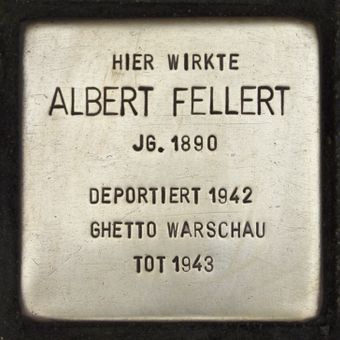 HIER WIRKTE
ALBERT FELLERT
JG. 1890
DEPORTIERT 1942
GHETTO WARSCHAU
TOT 1943